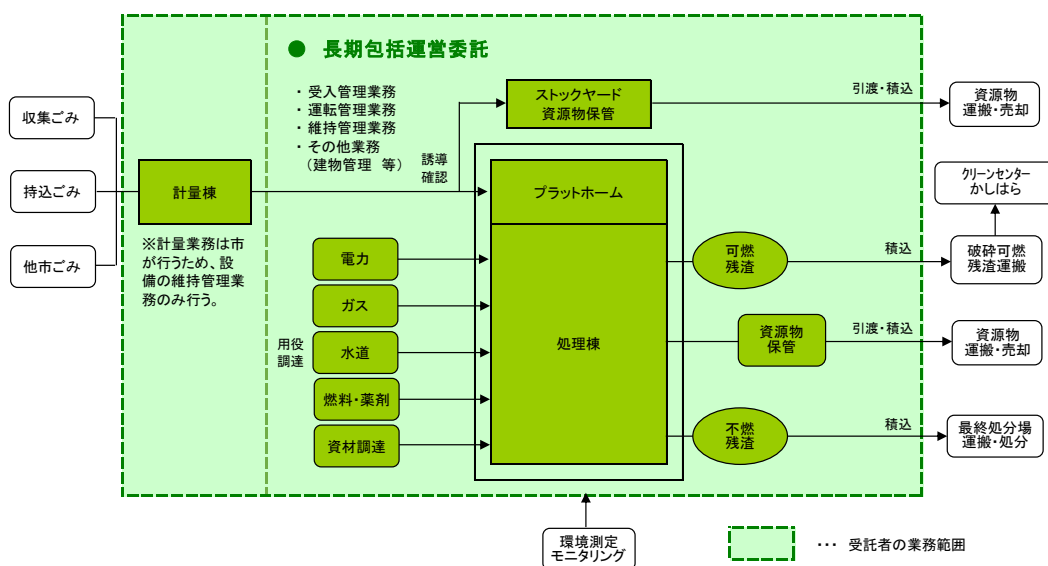 ● 長期包括運営委託
・ 受入管理業務
・ 運転管理業務
・ 維持管理業務
・ その他業務
（建物管理　等）
収集ごみ
持込ごみ
他市ごみ
計量棟
※計量業務は市
が行うため、設
備の維持管理業
務のみ行う。
誘導
確認
ストックヤード
資源物保管
引渡・積込
資源物
運搬・売却
プラットホーム
処理棟
用役
調達
電力
ガス
水道
燃料・薬剤
資材調達
可燃
残渣
積込
破砕可燃
残渣運搬
クリーンセンター
かしはら
資源物
保管
引渡・積込
資源物
運搬・売却
不燃
残渣
積込
最終処分場
運搬・処分
環境測定
モニタリング
･･･ 受託者の業務範囲